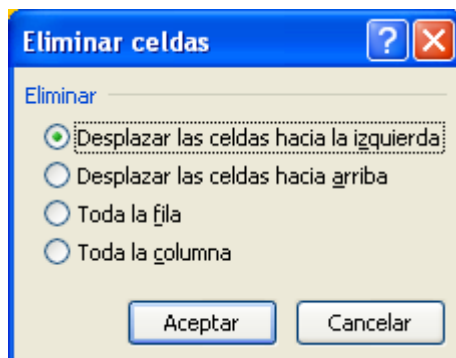 Eliminar celdas
Eliminar
Desplazar las celdas hacia la izquierda
Desplazar las celdas hacia arriba
Toda la fila
Toda la columna
Aceptar Cancelar